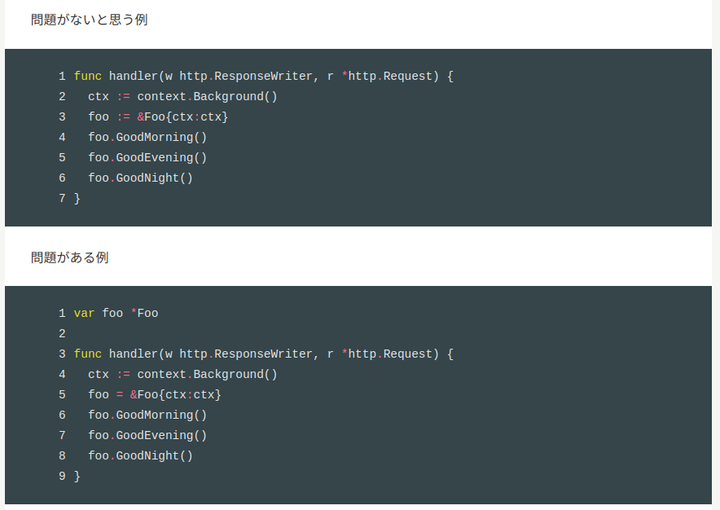 問題がないと思う例
1 func handler(w http.ResponseWriter, r *http.Request) {
2   ctx := context.Background()
3   foo := &Foo{ctx:ctx}
4   foo.GoodMorning()
5   foo.GoodEvening()
6   foo.GoodNight()
7 }
問題がある例
1 var foo *Foo
2
3 func handler(w http.ResponseWriter, r *http.Request) {
4   ctx := context.Background()
5   foo = &Foo{ctx:ctx}
6   foo.GoodMorning()
7   foo.GoodEvening()
8   foo.GoodNight()
9 }